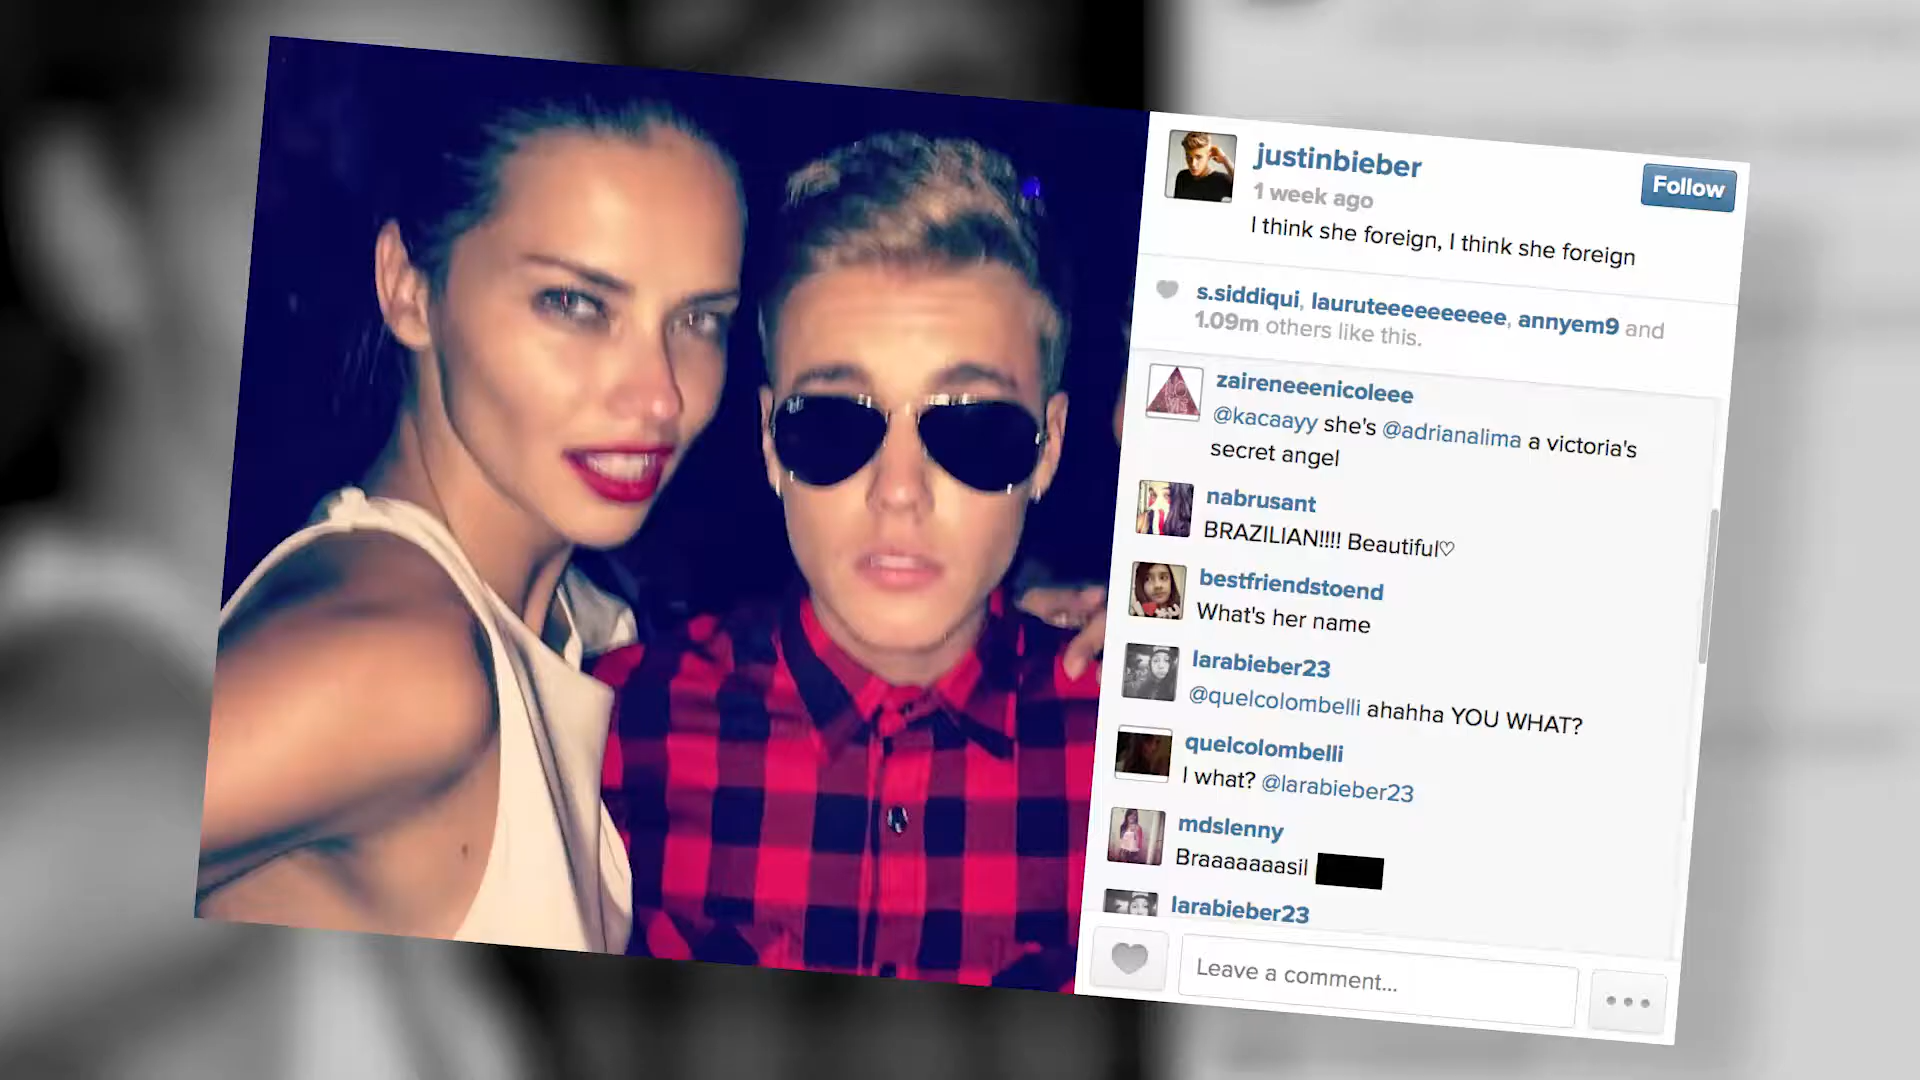 justinbieber
Follow
1 week ago
I think she foreign, I think she foreign
s.siddiqui, lauruteeeeeeeeee, annyem9 and
1.09m others like this.
zaireneeenicoleee
@kacaayy she's @adrianalima a victoria's
secret angel
nabrusant
BRAZILIAN!!!! Beautiful♡
bestfriendstoend
What's her name
larabieber23
@quelcolombelli ahahha YOU WHAT?
quelcolombelli
I what? @larabieber23
mdslenny
Braaaaaaasil
larabieber23
Leave a comment...